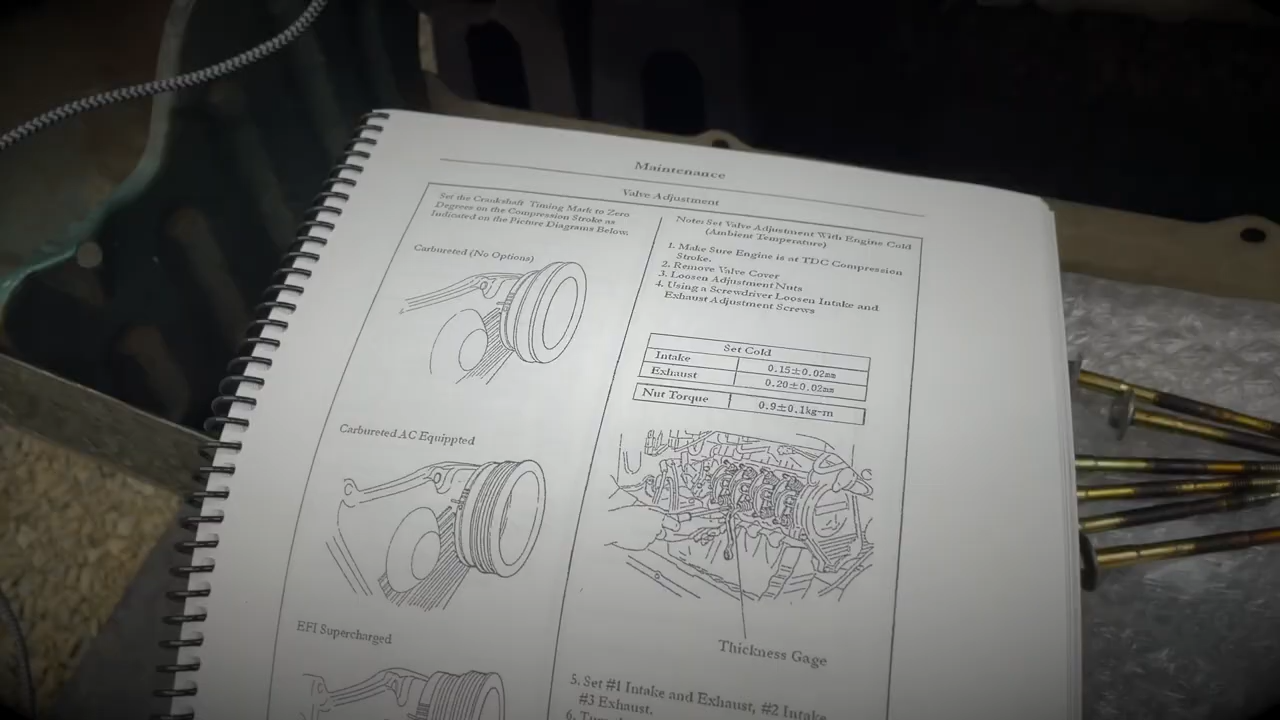 Maintenance
Valve Adjustment
Set the Crankshaft Timing Mark to Zero
Degrees on the Compression Stroke as
Indicated on the Picture Diagrams Below.
Carbureted (No Options)
Carbureted AC Equippted
EFI Supercharged
Note: Set Valve Adjustment With Engine Cold
(Ambient Temperature)
1. Make Sure Engine is at TDC Compression
Stroke.
2. Remove Valve Cover
3. Loosen Adjustment Nuts
4. Using a Screwdriver Loosen Intake and
Exhaust Adjustment Screws
Set Cold
Intake 0.15±0.02mm
Exhaust 0.20±0.02mm
Nut Torque 0.9±0.1kg-m
Thickness Gage
5. Set #1 Intake and Exhaust, #2 Intake
#3 Exhaust.
6.